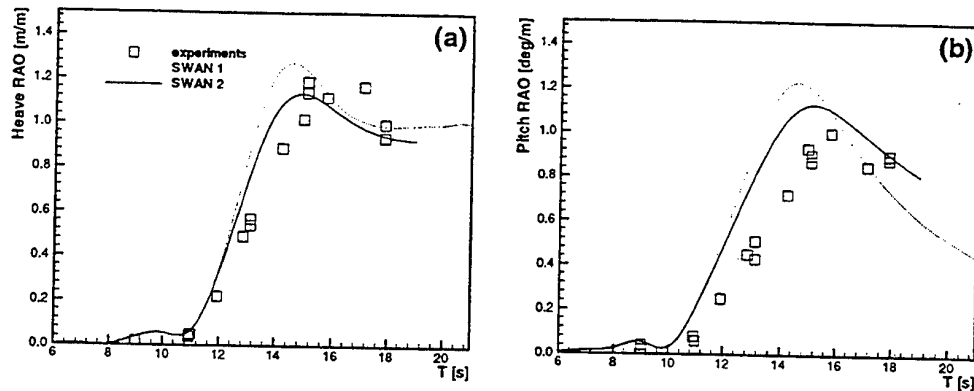 (a)
Heave RAO [m/m]
1.4
1.2
1.0
0.8
0.6
0.4
0.2
0.0
experiments
SWAN 1
SWAN 2
6 8 10 12 14 16 18 20
T [s]
(b)
Pitch RAO [deg/m]
1.4
1.2
1.0
0.8
0.6
0.4
0.2
0.0
6 8 10 12 14 16 18 20
T [s]